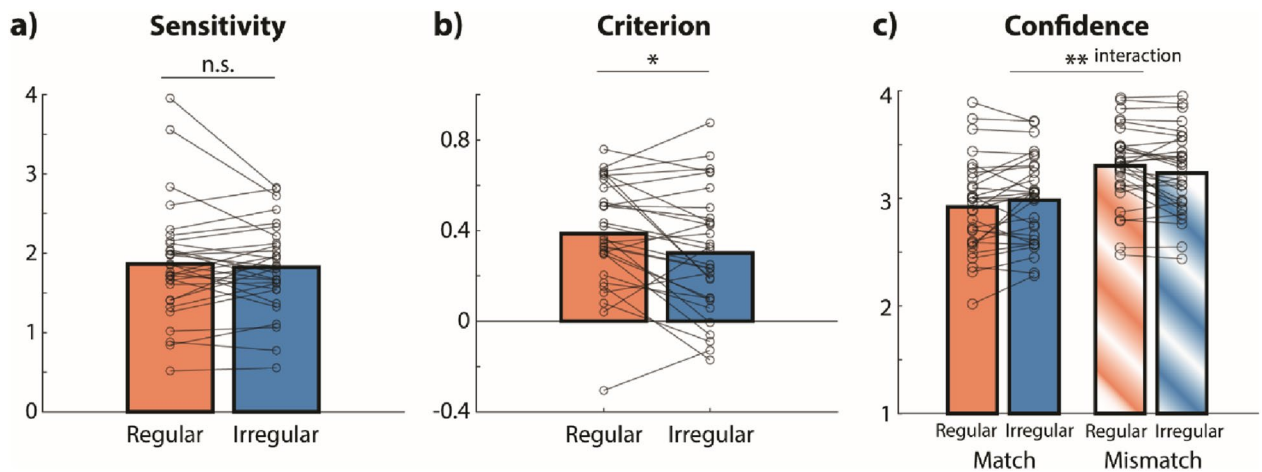 a) Sensitivity
n.s.
4
3
2
1
0
Regular Irregular
b) Criterion
*
0.8
0.4
0
-0.4
Regular Irregular
c) Confidence
** interaction
4
3
2
1
Regular Irregular Regular Irregular
Match Mismatch